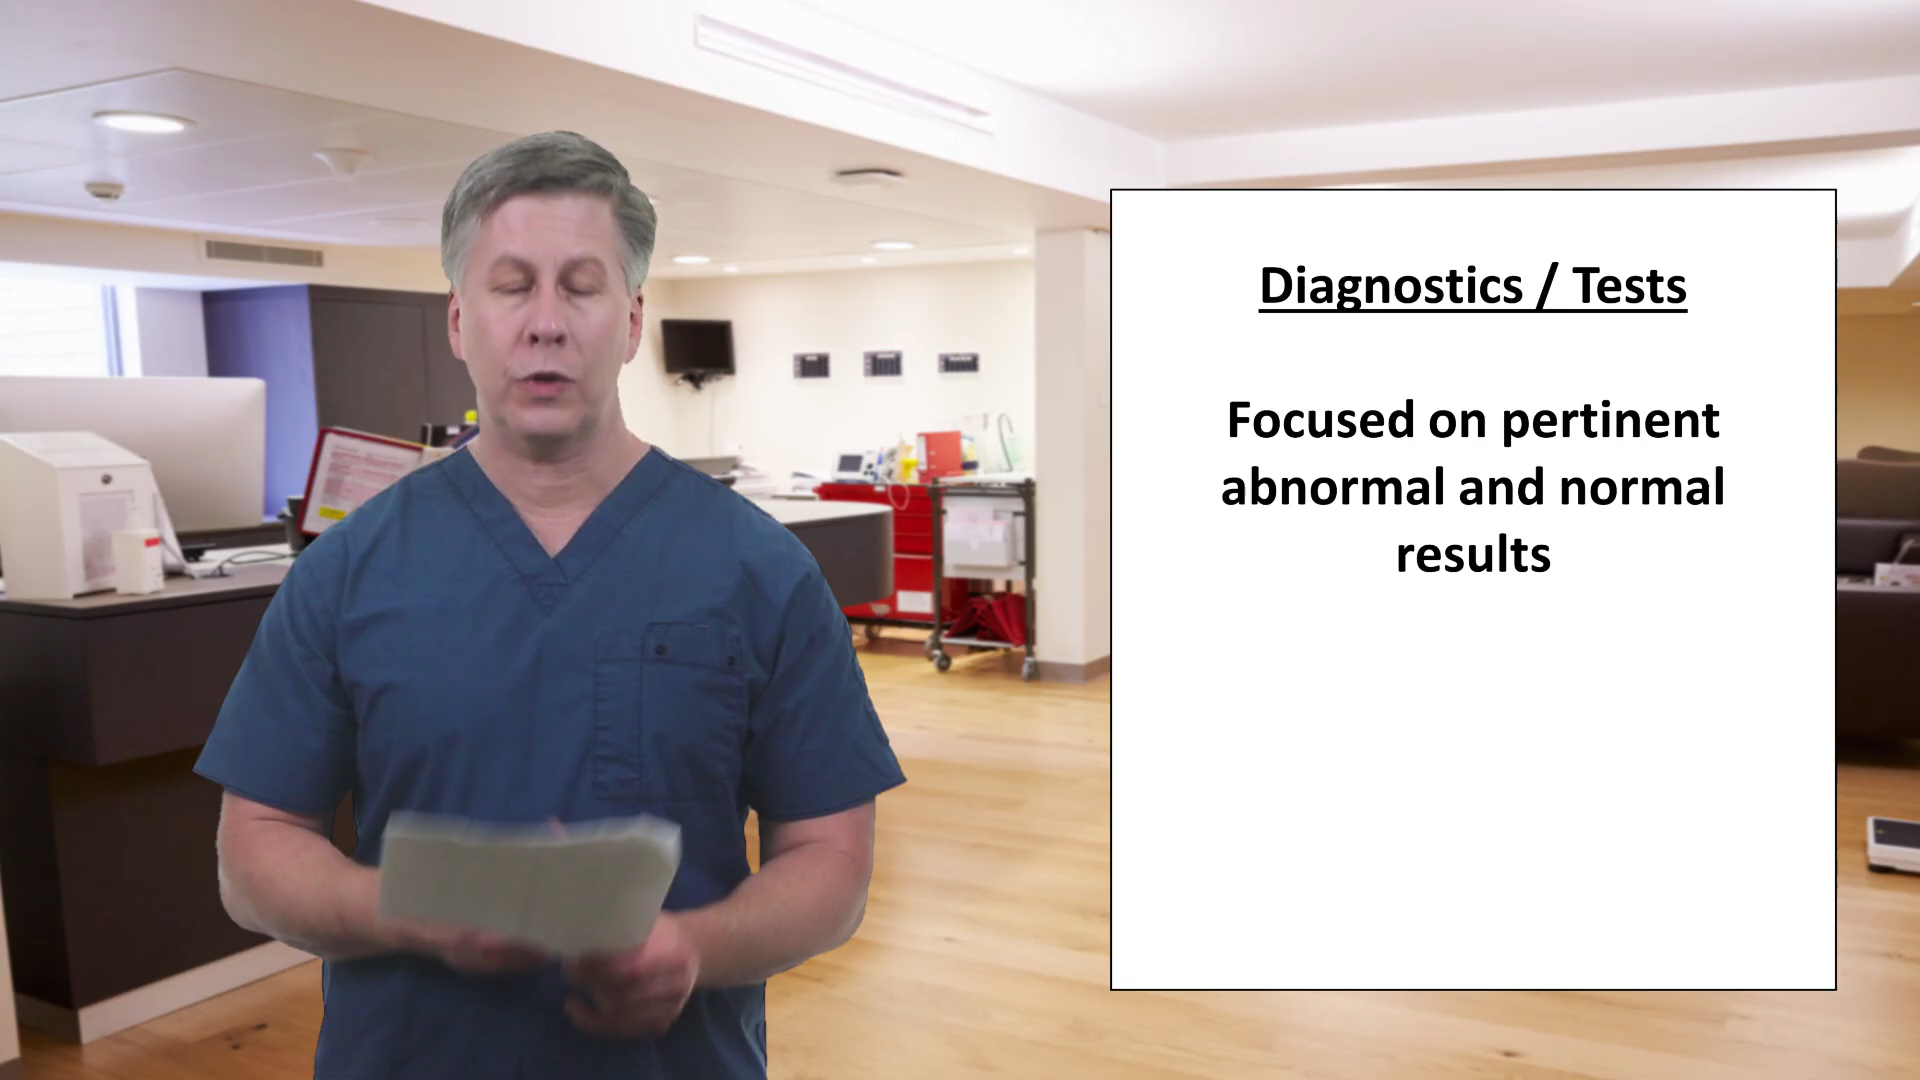 Diagnostics / Tests
Focused on pertinent
abnormal and normal
results